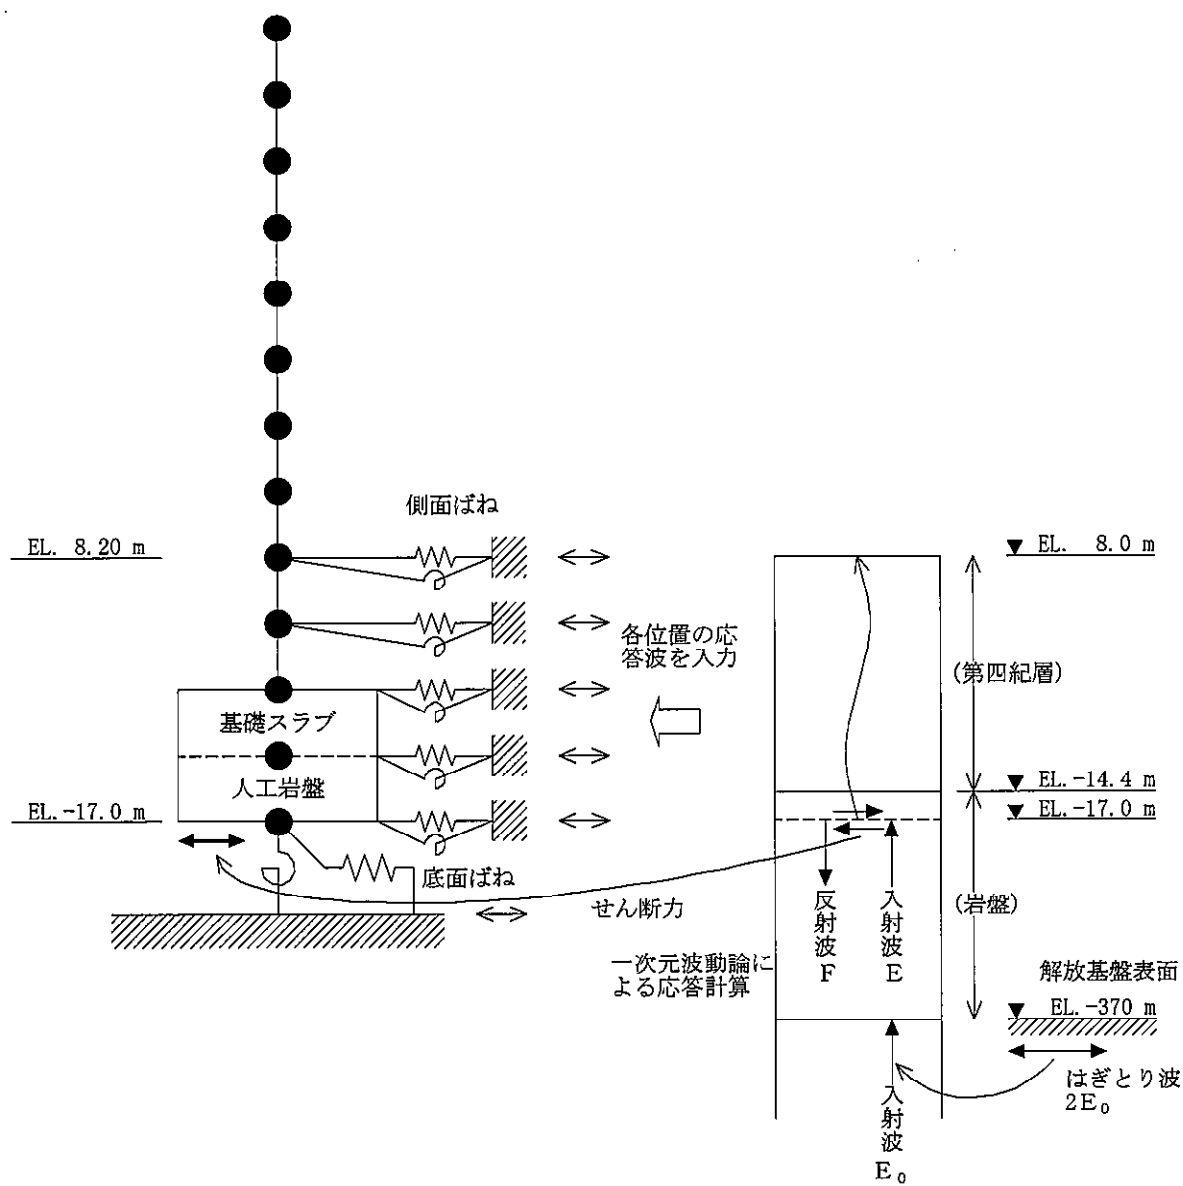 側面ばね
EL. 8.20 m
EL. 8.0 m
各位置の応
答波を入力
(第四紀層)
基礎スラブ
人工岩盤
EL.-14.4 m
EL.-17.0 m
EL.-17.0 m
底面ばね
せん断力
反射波F
入射波E
(岩盤)
一次元波動論に
よる応答計算
解放基盤表面
EL.-370 m
はぎとり波
2E₀
入射波E₀